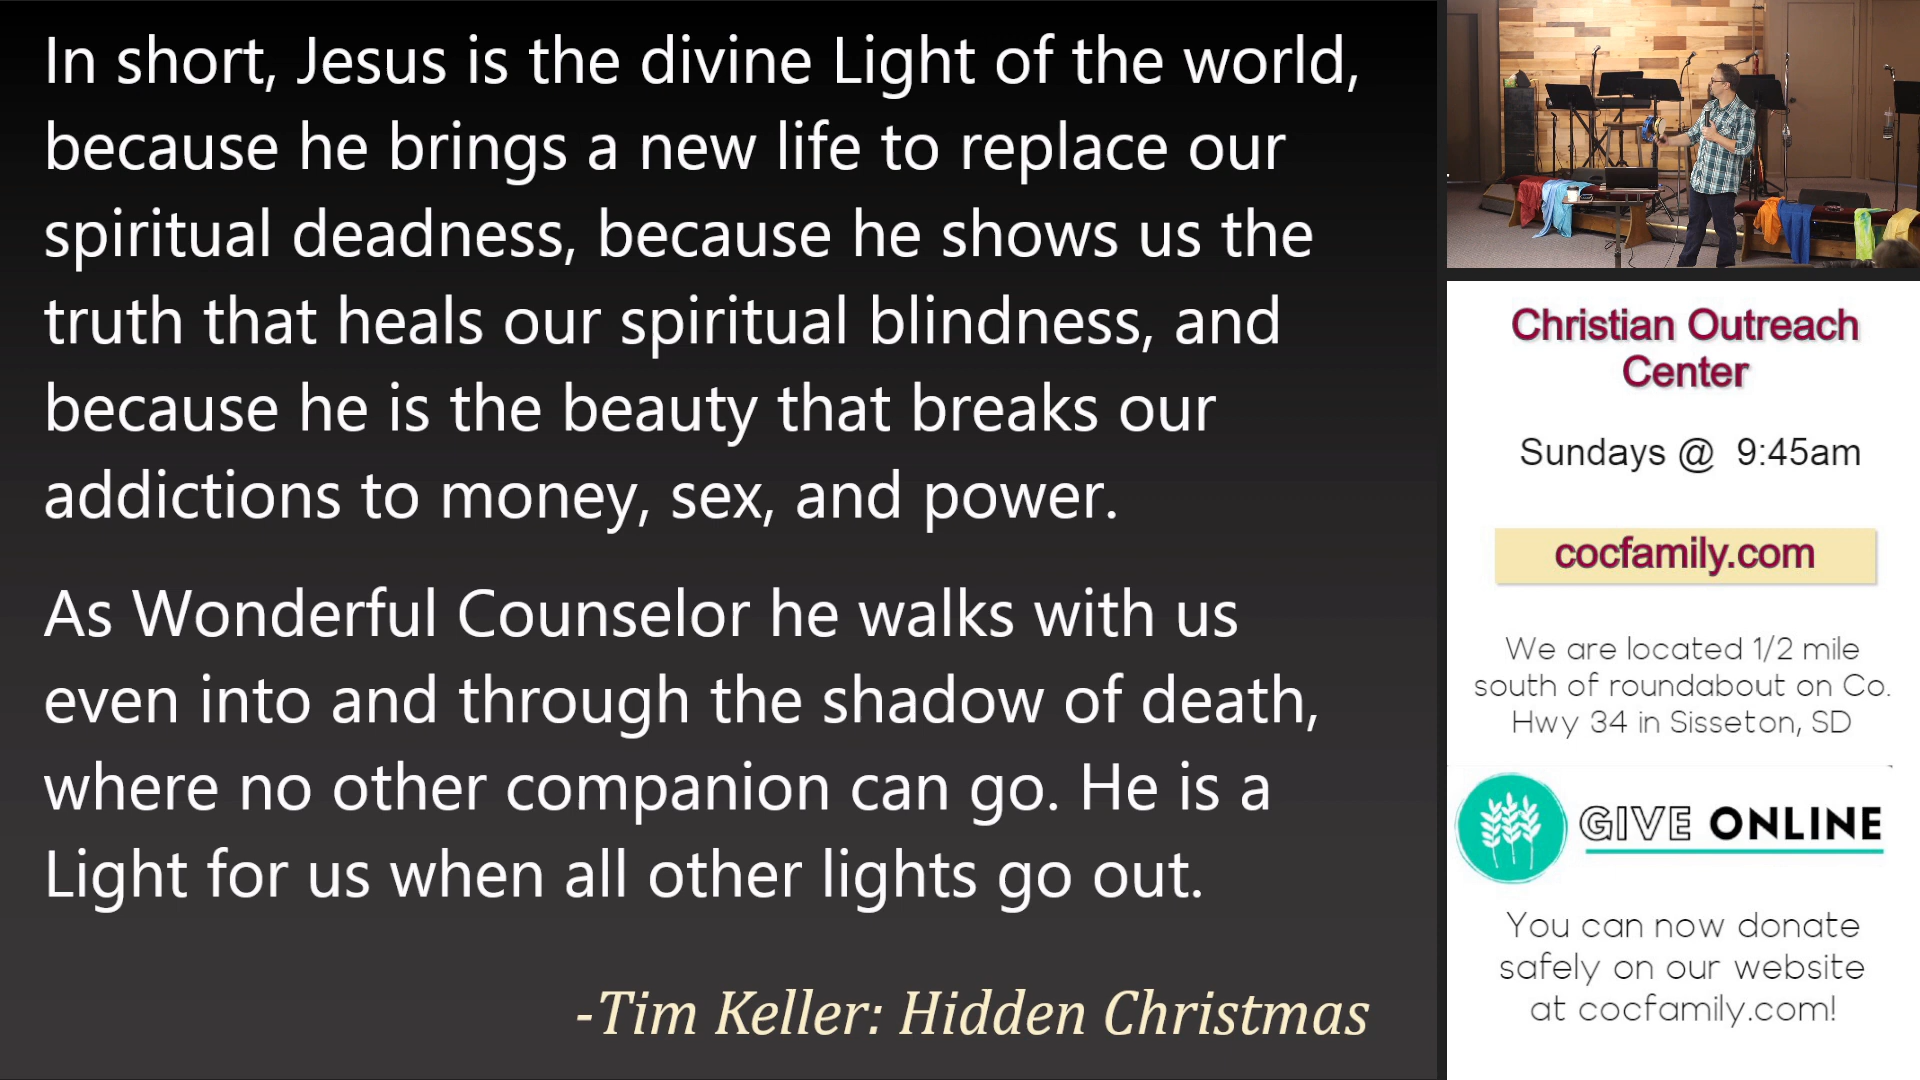 In short, Jesus is the divine Light of the world,
because he brings a new life to replace our
spiritual deadness, because he shows us the
truth that heals our spiritual blindness, and
because he is the beauty that breaks our
addictions to money, sex, and power.
As Wonderful Counselor he walks with us
even into and through the shadow of death,
where no other companion can go. He is a
Light for us when all other lights go out.
-Tim Keller: Hidden Christmas
Christian Outreach
Center
Sundays @ 9:45am
cocfamily.com
We are located 1/2 mile
south of roundabout on Co.
Hwy 34 in Sisseton, SD
GIVE ONLINE
You can now donate
safely on our website
at cocfamily.com!